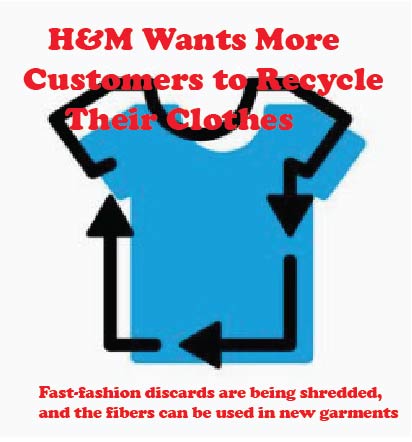 H&M Wants More
Customers to Recycle
Their Clothes
Fast-fashion discards are being shredded,
and the fibers can be used in new garments